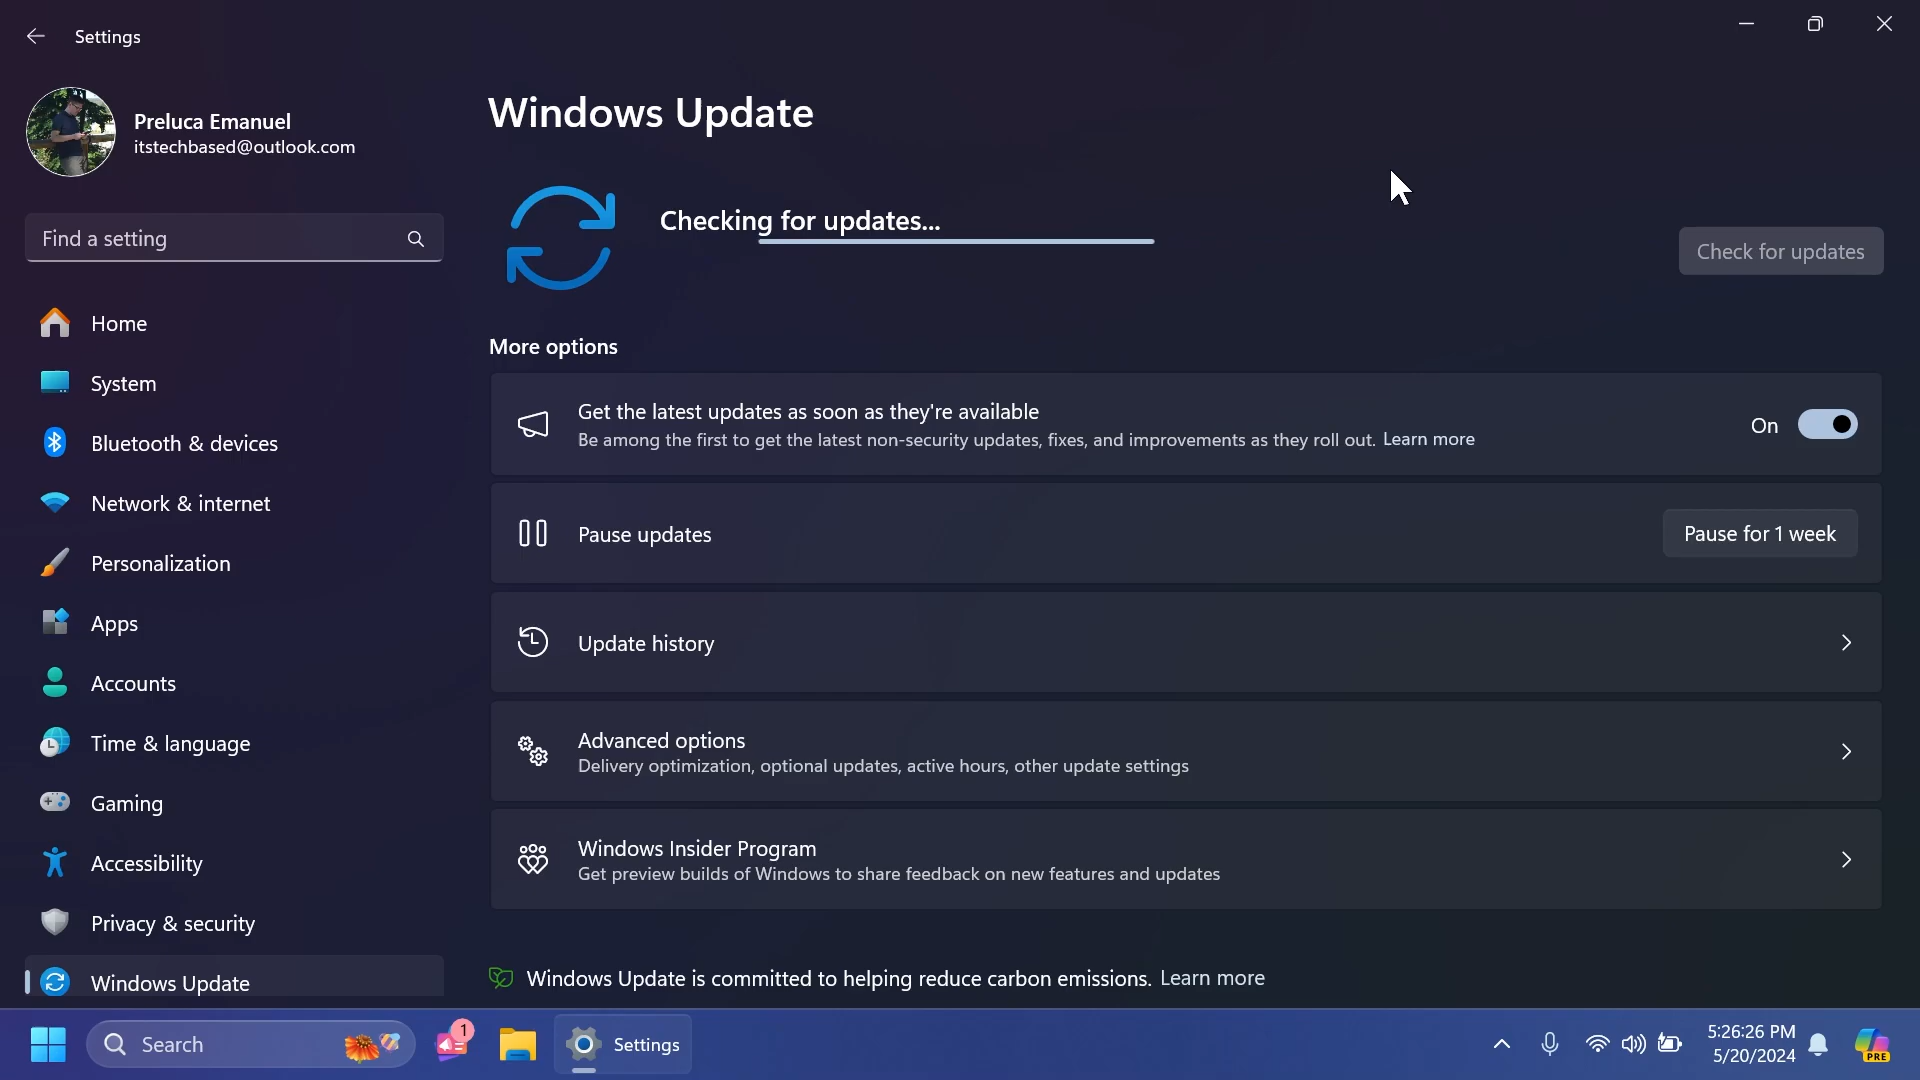 Settings
Preluca Emanuel
itstechbased@outlook.com
Find a setting
Home
System
Bluetooth & devices
Network & internet
Personalization
Apps
Accounts
Time & language
Gaming
Accessibility
Privacy & security
Windows Update
Windows Update
Checking for updates...
Check for updates
More options
Get the latest updates as soon as they're available
Be among the first to get the latest non-security updates, fixes, and improvements as they roll out. Learn more
On
Pause updates
Pause for 1 week
Update history
Advanced options
Delivery optimization, optional updates, active hours, other update settings
Windows Insider Program
Get preview builds of Windows to share feedback on new features and updates
Windows Update is committed to helping reduce carbon emissions. Learn more
Search
1
Settings
5:26:26 PM
5/20/2024
PRE